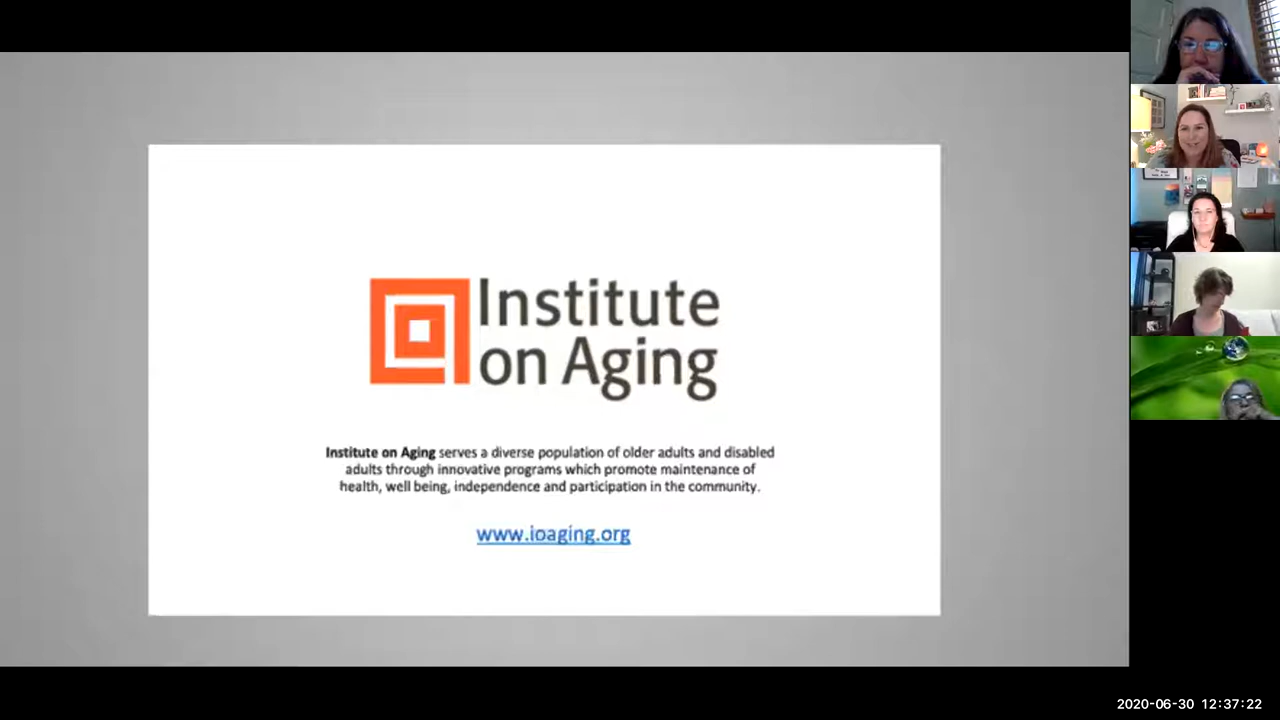 Institute
on Aging
Institute on Aging serves a diverse population of older adults and disabled
adults through innovative programs which promote maintenance of
health, well being, independence and participation in the community.
www.ioaging.org
2020-06-30 12:37:22